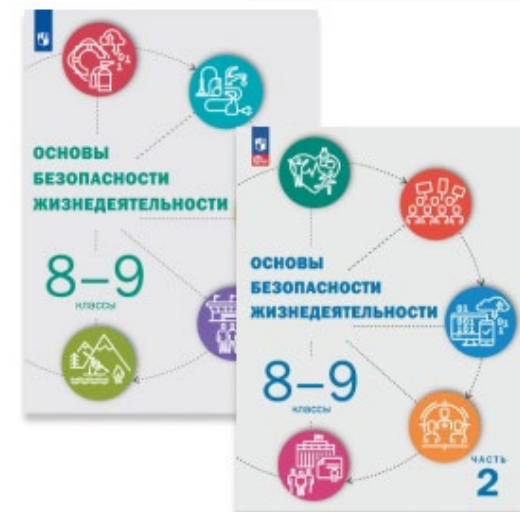 ОСНОВЫ
БЕЗОПАСНОСТИ
ЖИЗНЕДЕЯТЕЛЬНОСТИ
8–9
классы
ОСНОВЫ
БЕЗОПАСНОСТИ
ЖИЗНЕДЕЯТЕЛЬНОСТИ
8–9
классы
ЧАСТЬ
2